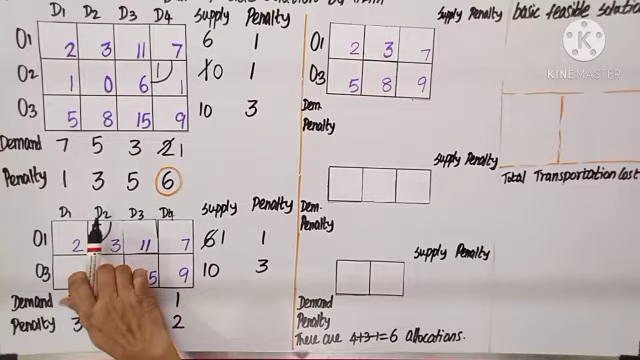 D1 D2 D3 D4 Supply Penalty
O1 2 3 11 7 6 1
O2 1 0 6 1 1 10 1
O3 5 8 15 9 10 3
Demand 7 5 3 2 1
Penalty 1 3 5 6
D1 D2 D3 D4 Supply Penalty
O1 2 3 11 7 6 1 1
O3 5 9 10 3
Demand 1
Penalty 3 2
Supply Penalty
O1 2 3 7
O3 5 8 9
Dem.
Penalty
Supply Penalty
Dem.
Penalty
Supply Penalty
Demand
Penalty
There are 4+3-1=6 allocations.
basic feasible solution
Total Transportation Cost
KINEMASTER